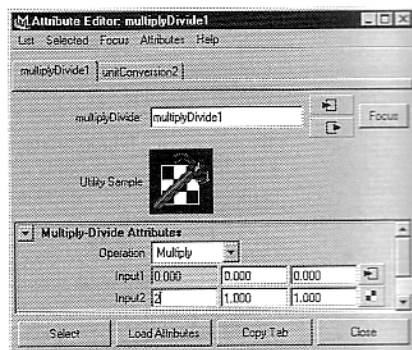 Attribute Editor: multiplyDivide1
List Selected Focus Attributes Help
multiplyDivide1 unitConversion2
multiplyDivide: multiplyDivide1
Focus
Utility Sample
Multiply-Divide Attributes
Operation Multiply
Input1 0.000 0.000 0.000
Input2 2 1.000 1.000
Select Load Attributes Copy Tab Close